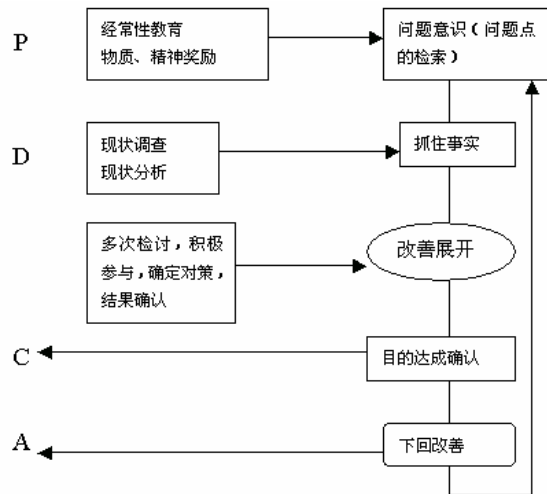 P
经常性教育
物质、精神奖励
问题意识（问题点
的检索）
D
现状调查
现状分析
抓住事实
多次检讨，积极
参与，确定对策，
结果确认
改善展开
C
目的达成确认
A
下回改善